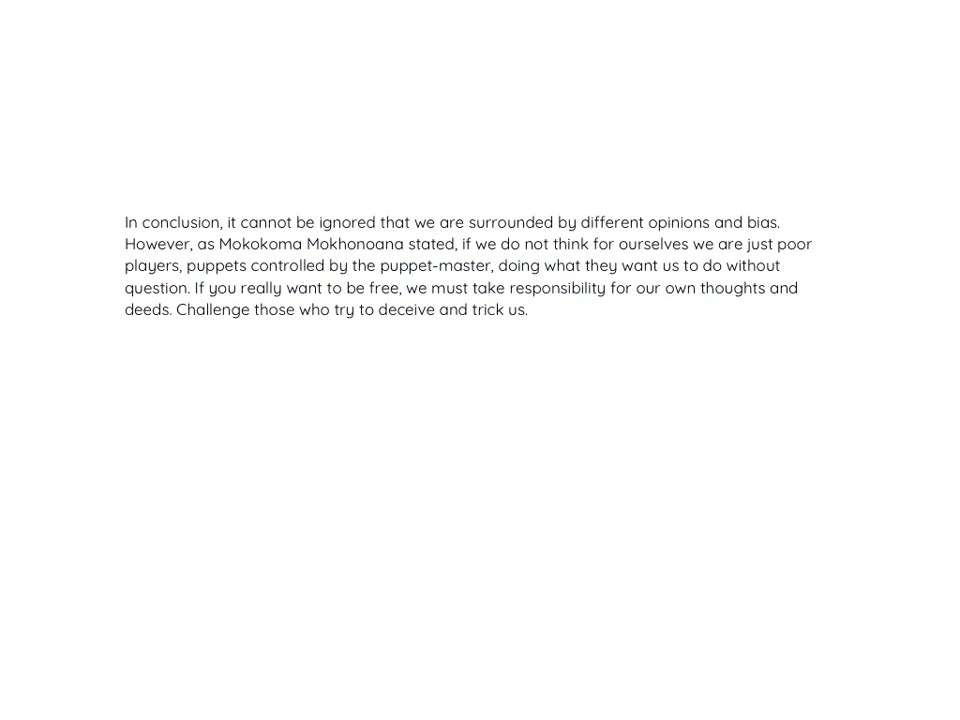 In conclusion, it cannot be ignored that we are surrounded by different opinions and bias.
However, as Mokokoma Mokhonoana stated, if we do not think for ourselves we are just poor
players, puppets controlled by the puppet-master, doing what they want us to do without
question. If you really want to be free, we must take responsibility for our own thoughts and
deeds. Challenge those who try to deceive and trick us.